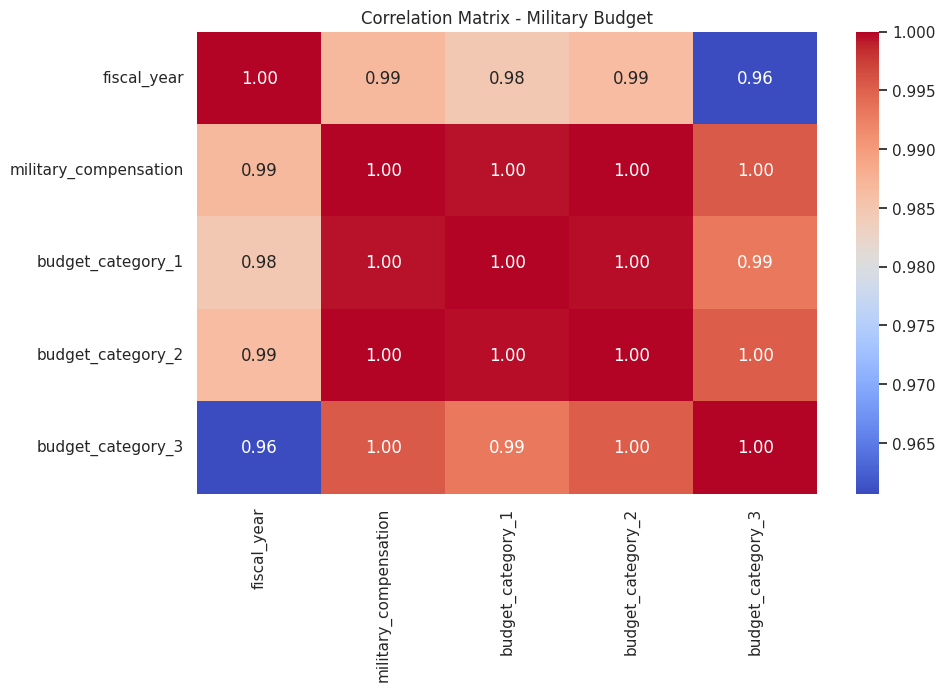 Correlation Matrix - Military Budget
fiscal_year 1.00 0.99 0.98 0.99 0.96
military_compensation 0.99 1.00 1.00 1.00 1.00
budget_category_1 0.98 1.00 1.00 1.00 0.99
budget_category_2 0.99 1.00 1.00 1.00 1.00
budget_category_3 0.96 1.00 0.99 1.00 1.00
fiscal_year
military_compensation
budget_category_1
budget_category_2
budget_category_3
1.000
0.995
0.990
0.985
0.980
0.975
0.970
0.965